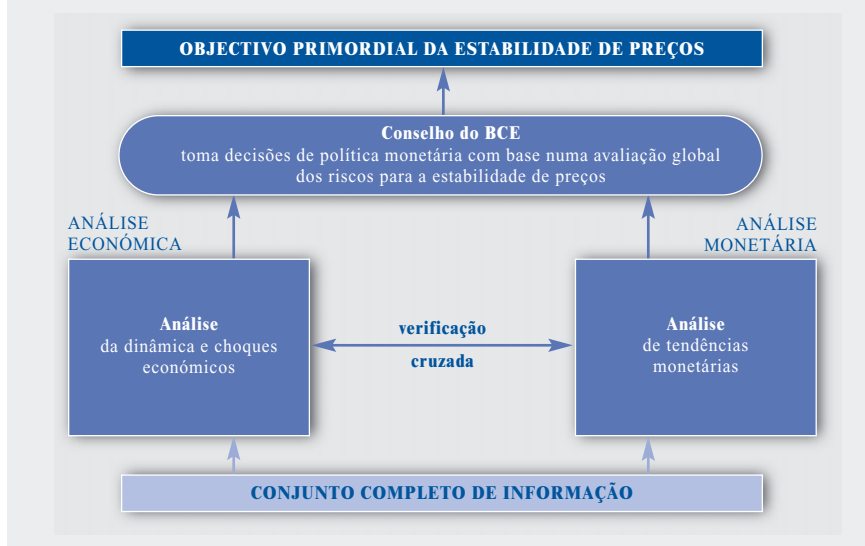 OBJECTIVO PRIMORDIAL DA ESTABILIDADE DE PREÇOS
Conselho do BCE
toma decisões de política monetária com base numa avaliação global
dos riscos para a estabilidade de preços
ANÁLISE
ECONÓMICA
ANÁLISE
MONETÁRIA
Análise
da dinâmica e choques
económicos
verificação
cruzada
Análise
de tendências
monetárias
CONJUNTO COMPLETO DE INFORMAÇÃO